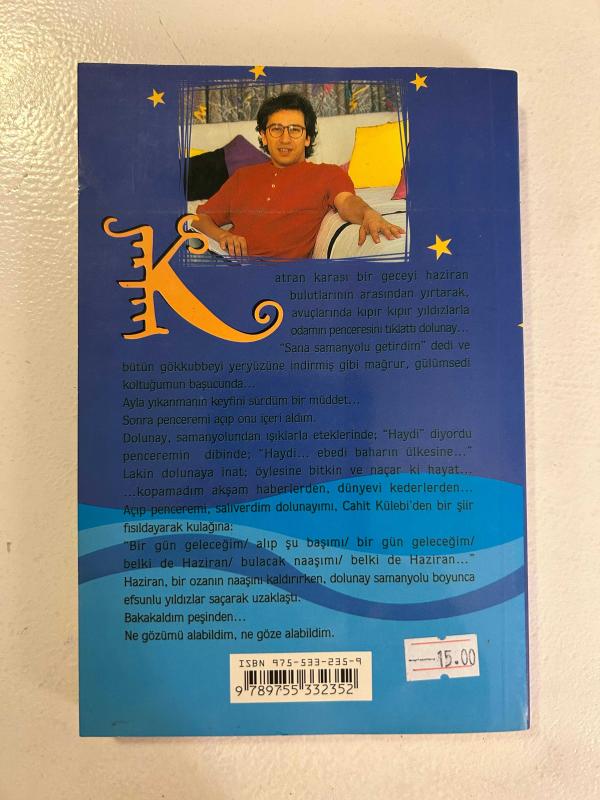 Katran karası bir geceyi haziran
bulutlarının arasından yırtarak,
avuçlarında kıpır kıpır yıldızlarla
odamın penceresini tıklattı dolunay...
"Sana samanyolu getirdim" dedi ve
bütün gökkubbeyi yeryüzüne indirmiş gibi mağrur, gülümsedi
koltuğumun başucunda...
Ayla yıkanmanın keyfini sürdüm bir müddet...
Sonra penceremi açıp onu içeri aldım.
Dolunay, samanyolundan ışıklarla eteklerinde; "Haydi" diyordu
penceremin dibinde; "Haydi... ebedi baharın ülkesine..."
Lakin dolunaya inat; öylesine bitkin ve naçar ki hayat...
...kopamadım akşam haberlerden, dünyevi kederlerden...
Açıp penceremi, salıverdim dolunayımı, Cahit Külebi'den bir şiir
fısıldayarak kulağına:
"Bir gün geleceğim/ alıp şu başımı/ bir gün geleceğim/
belki de Haziran/ bulacak naaşımı/ belki de Haziran..."
Haziran, bir ozanın naaşını kaldırırken, dolunay samanyolu boyunca
efsunlu yıldızlar saçarak uzaklaştı.
Bakakaldım peşinden...
Ne gözümü alabildim, ne göze alabildim.
ISBN 975-533-235-9
9 789755 332352
15.00